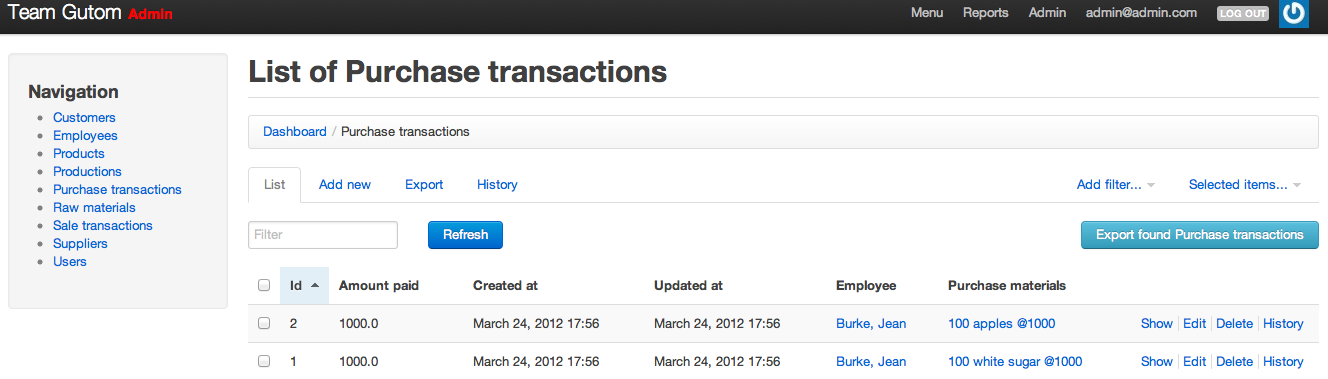 Team Gutom Admin
Menu Reports Admin admin@admin.com LOG OUT
Navigation
Customers
Employees
Products
Productions
Purchase transactions
Raw materials
Sale transactions
Suppliers
Users
List of Purchase transactions
Dashboard / Purchase transactions
List Add new Export History Add filter... Selected items...
Filter Refresh Export found Purchase transactions
Id Amount paid Created at Updated at Employee Purchase materials
2 1000.0 March 24, 2012 17:56 March 24, 2012 17:56 Burke, Jean 100 apples @1000 Show Edit Delete History
1 1000.0 March 24, 2012 17:56 March 24, 2012 17:56 Burke, Jean 100 white sugar @1000 Show Edit Delete History